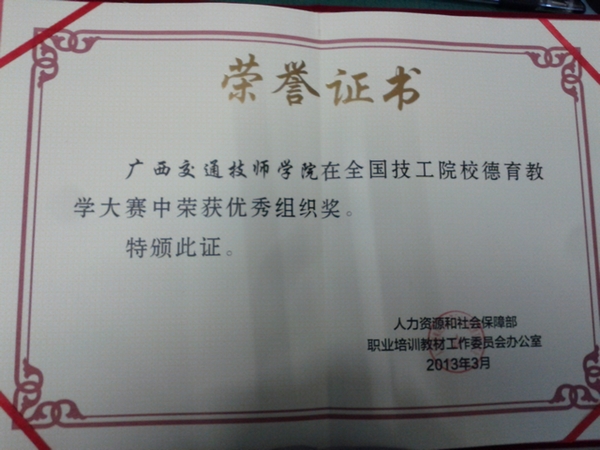 荣誉证书
广西交通技师学院在全国技工院校德育教
学大赛中荣获优秀组织奖。
特颁此证。
人力资源和社会保障部
职业培训教材工作委员会办公室
2013年3月